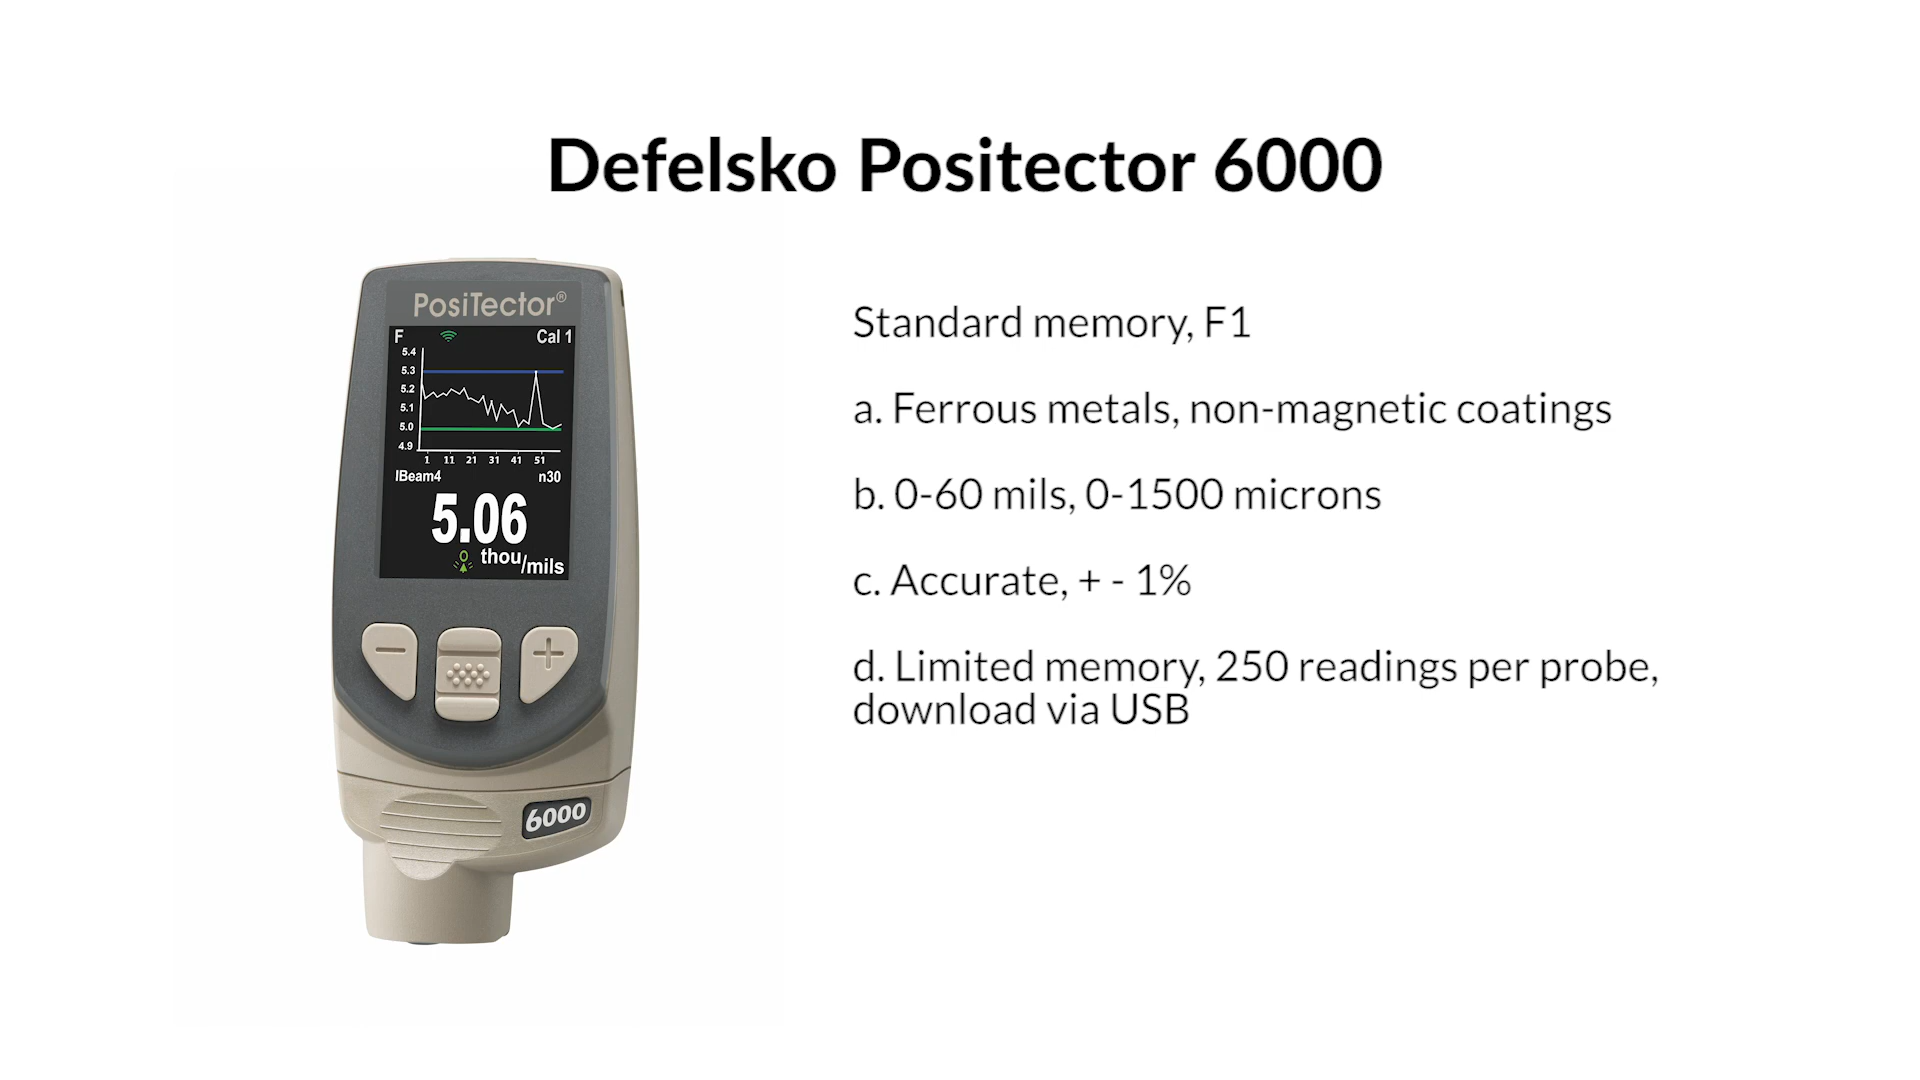 Defelsko Positector 6000
PosiTector®
F Cal 1
5.4
5.3
5.2
5.1
5.0
4.9
1 11 21 31 41 51
IBeam4 n30
5.06
thou/mils
6000
Standard memory, F1
a. Ferrous metals, non-magnetic coatings
b. 0-60 mils, 0-1500 microns
c. Accurate, + - 1%
d. Limited memory, 250 readings per probe,
download via USB